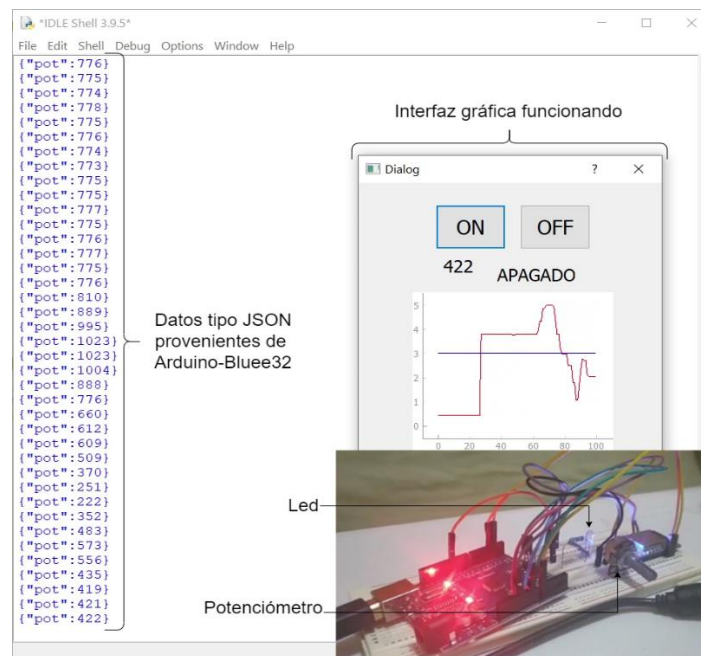 *IDLE Shell 3.9.5*
File Edit Shell Debug Options Window Help
{"pot":776}
{"pot":775}
{"pot":774}
{"pot":778}
{"pot":775}
{"pot":776}
{"pot":774}
{"pot":773}
{"pot":775}
{"pot":775}
{"pot":777}
{"pot":775}
{"pot":776}
{"pot":777}
{"pot":775}
{"pot":776}
{"pot":810}
{"pot":889}
{"pot":995}
{"pot":1023}
{"pot":1023}
{"pot":1004}
{"pot":888}
{"pot":776}
{"pot":660}
{"pot":612}
{"pot":609}
{"pot":509}
{"pot":370}
{"pot":251}
{"pot":222}
{"pot":352}
{"pot":483}
{"pot":573}
{"pot":556}
{"pot":435}
{"pot":419}
{"pot":421}
{"pot":422}
Datos tipo JSON
provenientes de
Arduino-Bluee32
Interfaz gráfica funcionando
Dialog ?
ON OFF
422 APAGADO
5
4
3
2
1
0
0 20 40 60 80 100
Led
Potenciómetro